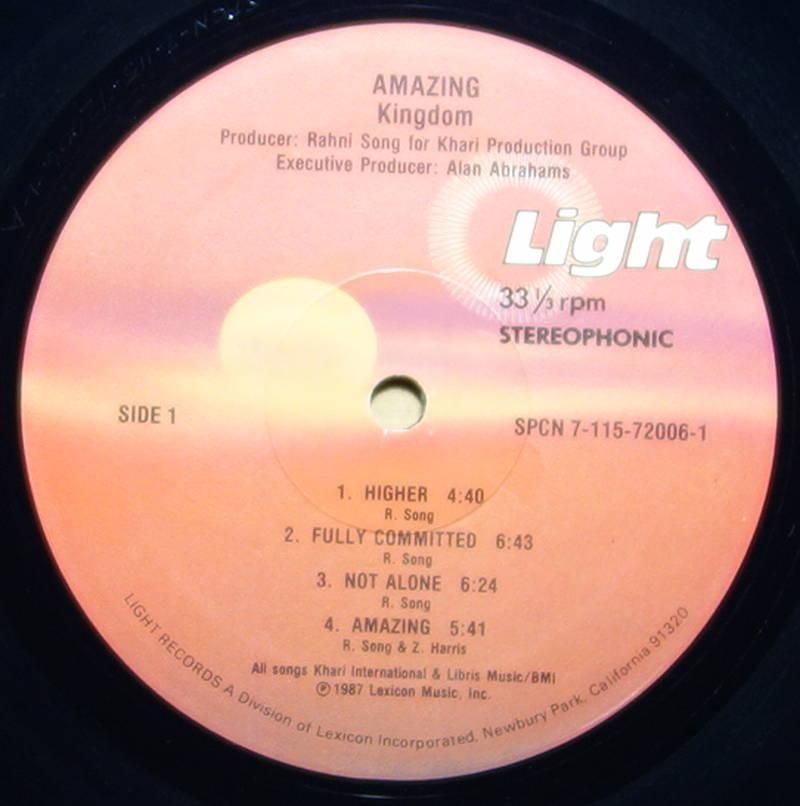 AMAZING
Kingdom
Producer: Rahni Song for Khari Production Group
Executive Producer: Alan Abrahams
Light
33 1/3 rpm
STEREOPHONIC
SIDE 1
SPCN 7-115-72006-1
1. HIGHER 4:40
R. Song
2. FULLY COMMITTED 6:43
R. Song
3. NOT ALONE 6:24
R. Song
4. AMAZING 5:41
R. Song & Z. Harris
All songs Khari International & Libris Music/BMI
℗1987 Lexicon Music, Inc.
LIGHT RECORDS A Division of Lexicon Incorporated, Newbury Park, California 91320